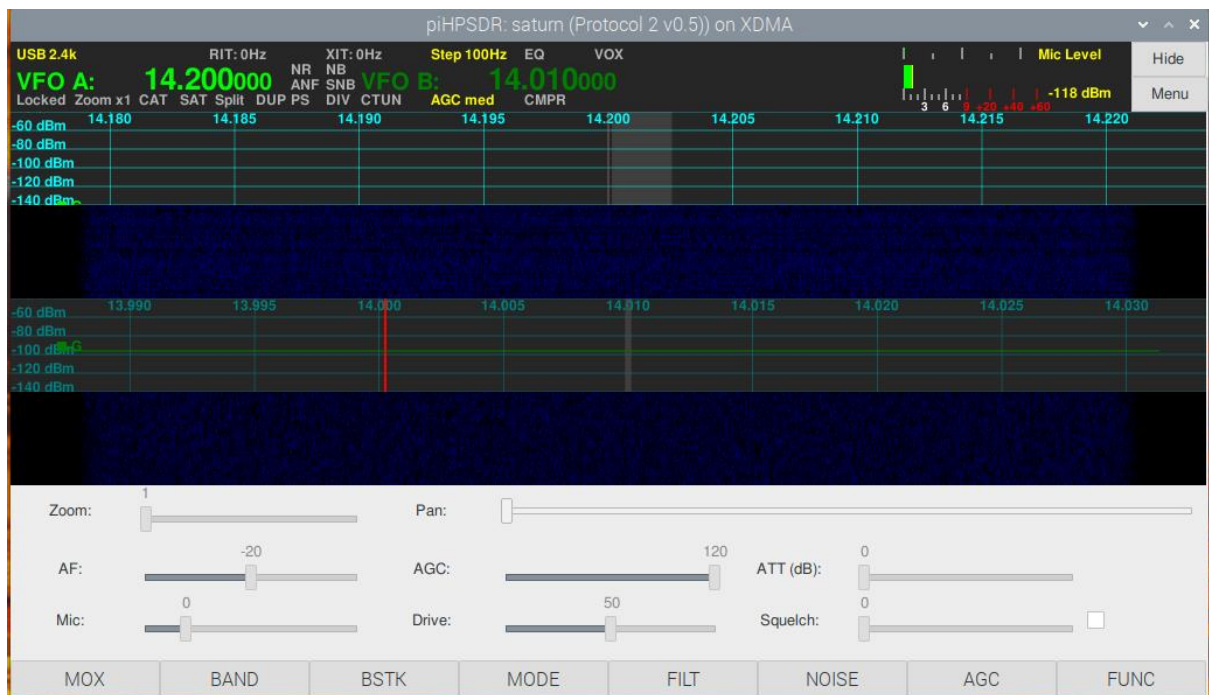 piHPSDR: saturn (Protocol 2 v0.5)) on XDMA
USB 2.4k RIT: 0Hz XIT: 0Hz Step 100Hz EQ VOX Mic Level Hide
VFO A: 14.200000 NR NB VFO B: 14.010000
ANF SNB
Locked Zoom x1 CAT SAT Split DUP PS DIV CTUN AGC med CMPR -118 dBm Menu
3 6 9 +20 +40 +60
-60 dBm 14.180 14.185 14.190 14.195 14.200 14.205 14.210 14.215 14.220
-80 dBm
-100 dBm
-120 dBm
-140 dBm
-60 dBm 13.990 13.995 14.000 14.005 14.010 14.015 14.020 14.025 14.030
-80 dBm
-100 dBm G
-120 dBm
-140 dBm
Zoom: 1 Pan:
AF: -20 AGC: 120 ATT (dB): 0
Mic: 0 Drive: 50 Squelch: 0
MOX BAND BSTK MODE FILT NOISE AGC FUNC